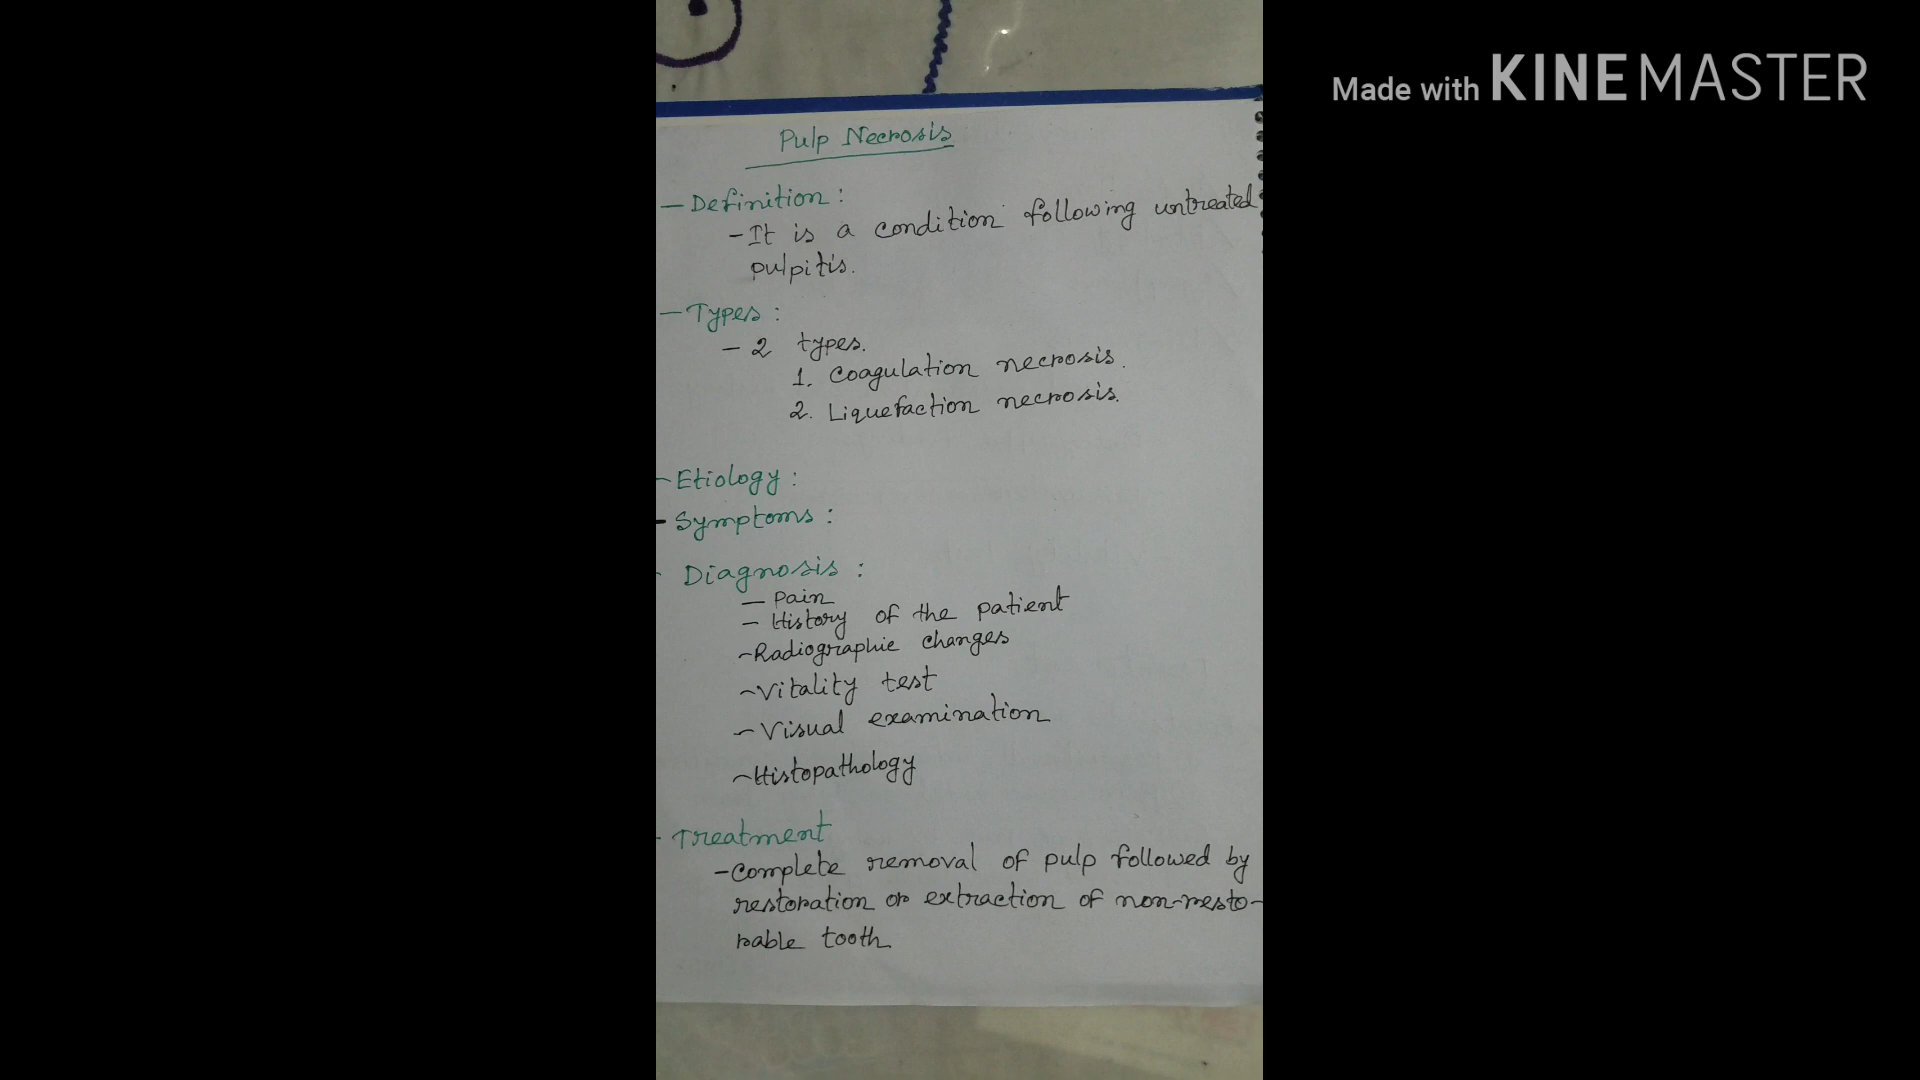 Made with KINEMASTER
Pulp Necrosis
- Definition:
- It is a condition following untreated
pulpitis.
- Types:
- 2 types.
1. Coagulation necrosis.
2. Liquefaction necrosis.
- Etiology:
- Symptoms:
- Diagnosis:
- Pain
- History of the patient
- Radiographic changes
- Vitality test
- Visual examination
- Histopathology
- Treatment
- Complete removal of pulp followed by
restoration or extraction of non-resto-
rable tooth